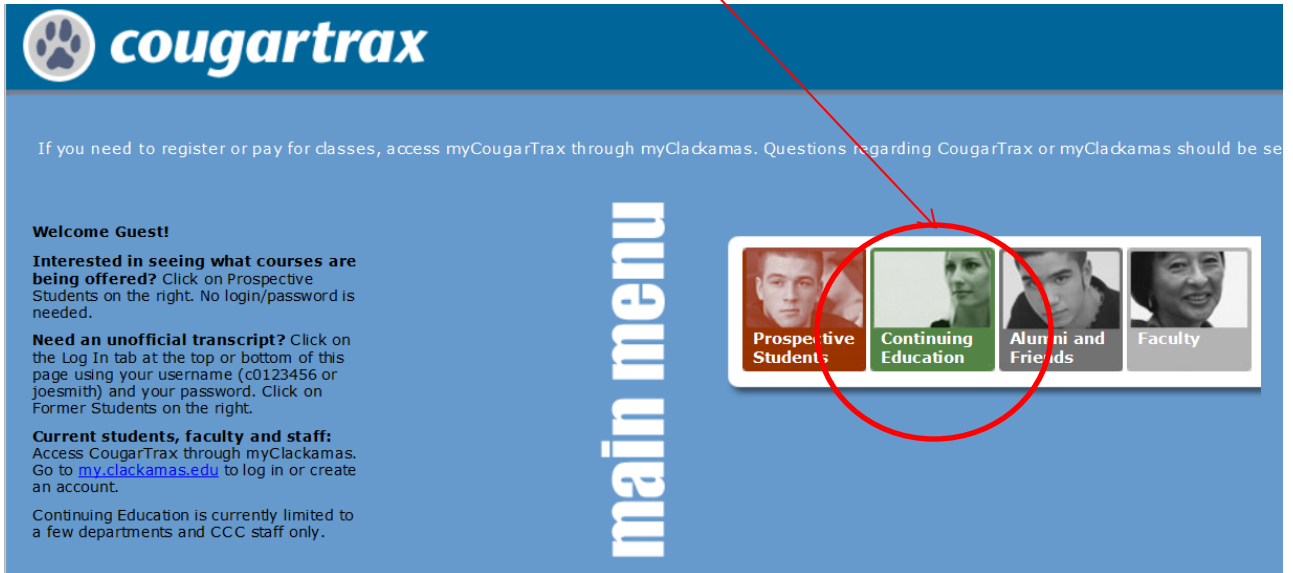 cougartrax
If you need to register or pay for classes, access myCougarTrax through myClackamas. Questions regarding CougarTrax or myClackamas should be se
Welcome Guest!
Interested in seeing what courses are
being offered? Click on Prospective
Students on the right. No login/password is
needed.
Need an unofficial transcript? Click on
the Log In tab at the top or bottom of this
page using your username (c0123456 or
joesmith) and your password. Click on
Former Students on the right.
Current students, faculty and staff:
Access CougarTrax through myClackamas.
Go to my.clackamas.edu to log in or create
an account.
Continuing Education is currently limited to
a few departments and CCC staff only.
main menu
Prospective
Students
Continuing
Education
Alumni and
Friends
Faculty